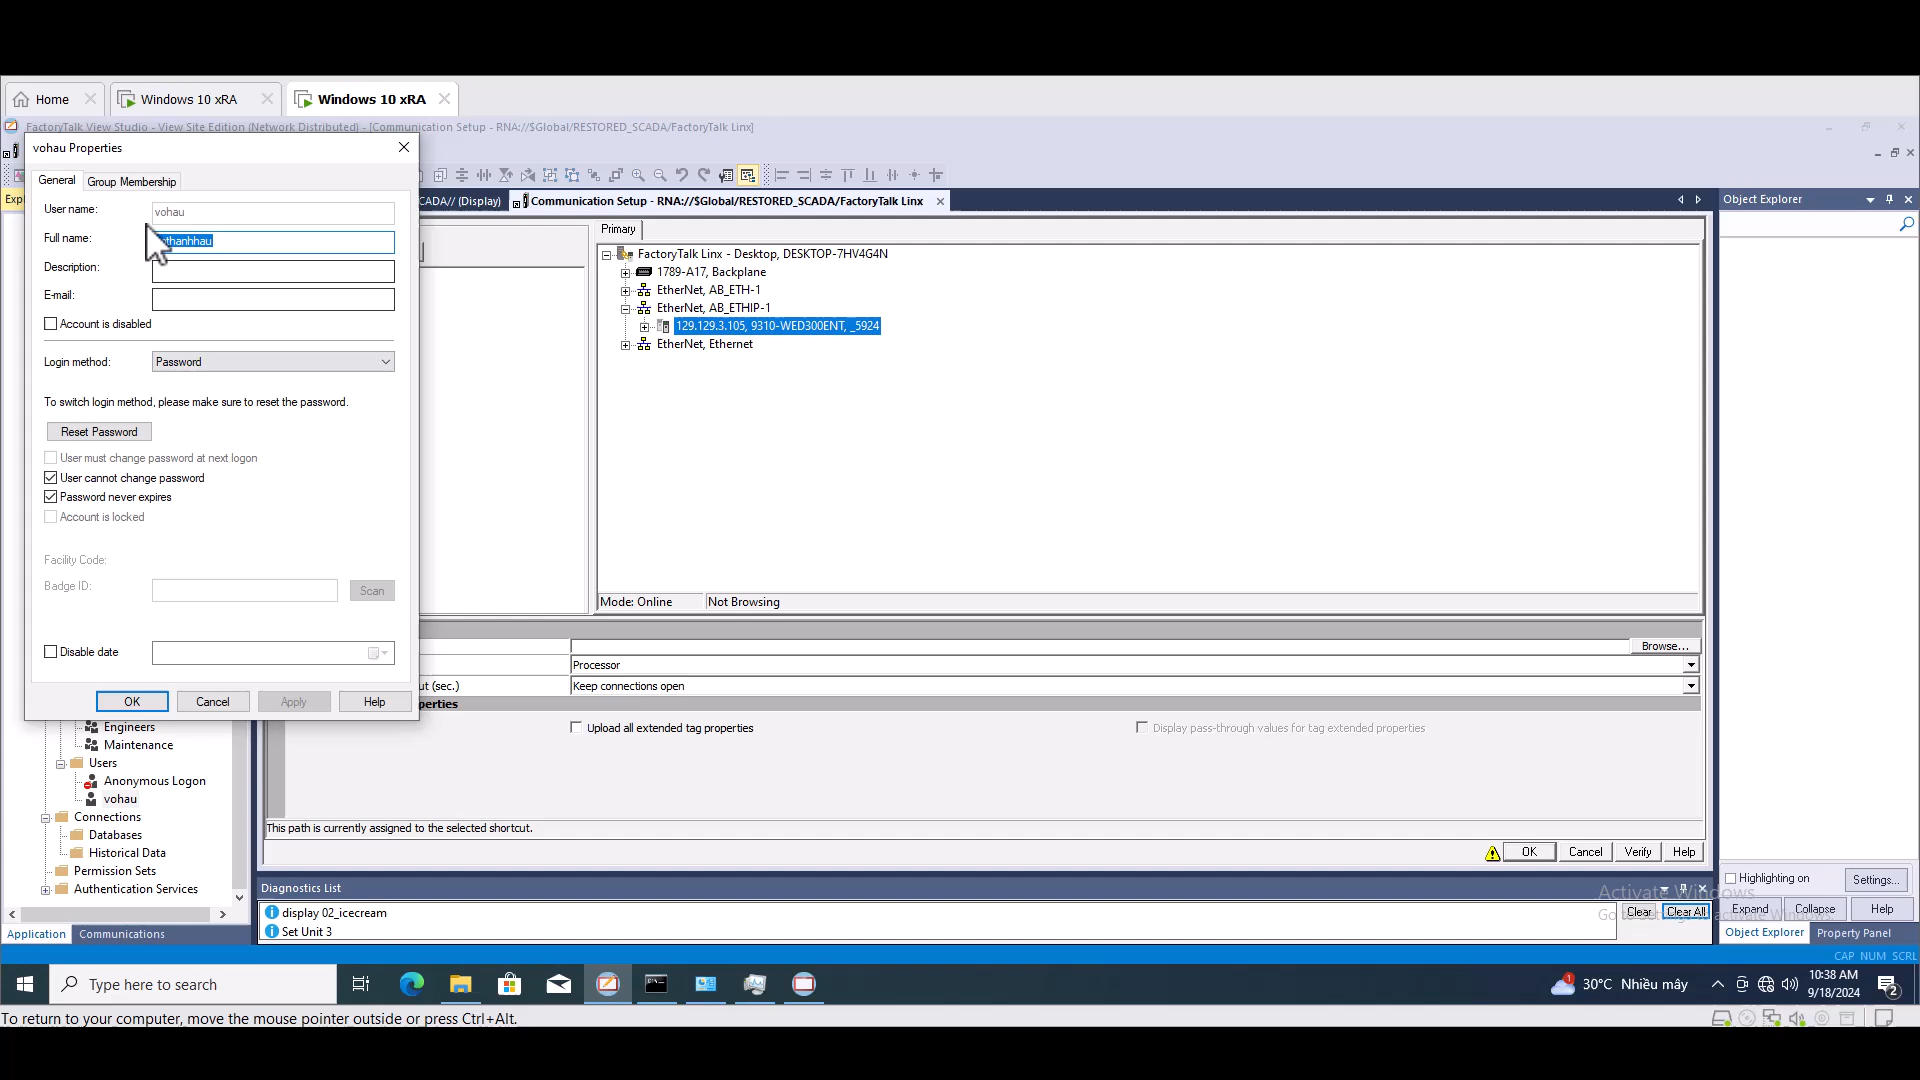 Home
Windows 10 xRA
Windows 10 xRA
FactoryTalk View Studio - View Site Edition (Network Distributed) - [Communication Setup - RNA://$Global/RESTORED_SCADA/FactoryTalk Linx]
vohau Properties
General
Group Membership
User name:
vohau
Full name:
Description:
E-mail:
Account is disabled
Login method:
Password
To switch login method, please make sure to reset the password.
Reset Password
User must change password at next logon
User cannot change password
Password never expires
Account is locked
Facility Code:
Badge ID:
Scan
Disable date
OK
Cancel
Apply
Help
Engineers
Maintenance
Users
Anonymous Logon
vohau
Connections
Databases
Historical Data
Permission Sets
Authentication Services
Application
Communications
CADA// (Display)
Communication Setup - RNA://$Global/RESTORED_SCADA/FactoryTalk Linx
Primary
FactoryTalk Linx - Desktop, DESKTOP-7HV4G4N
1789-A17, Backplane
EtherNet, AB_ETH-1
EtherNet, AB_ETHIP-1
129.129.3.105, 9310-WED300ENT, _5924
EtherNet, Ethernet
Mode: Online
Not Browsing
Browse...
Processor
ut (sec.)
Keep connections open
perties
Upload all extended tag properties
Display pass-through values for tag extended properties
This path is currently assigned to the selected shortcut.
OK
Cancel
Verify
Help
Diagnostics List
display 02_icecream
Set Unit 3
Clear
Clear All
Object Explorer
Highlighting on
Settings...
Activate Windows
Expand
Collapse
Help
Object Explorer
Property Panel
CAP NUM SCRL
Type here to search
30°C Nhiều mây
10:38 AM
9/18/2024
2
To return to your computer, move the mouse pointer outside or press Ctrl+Alt.